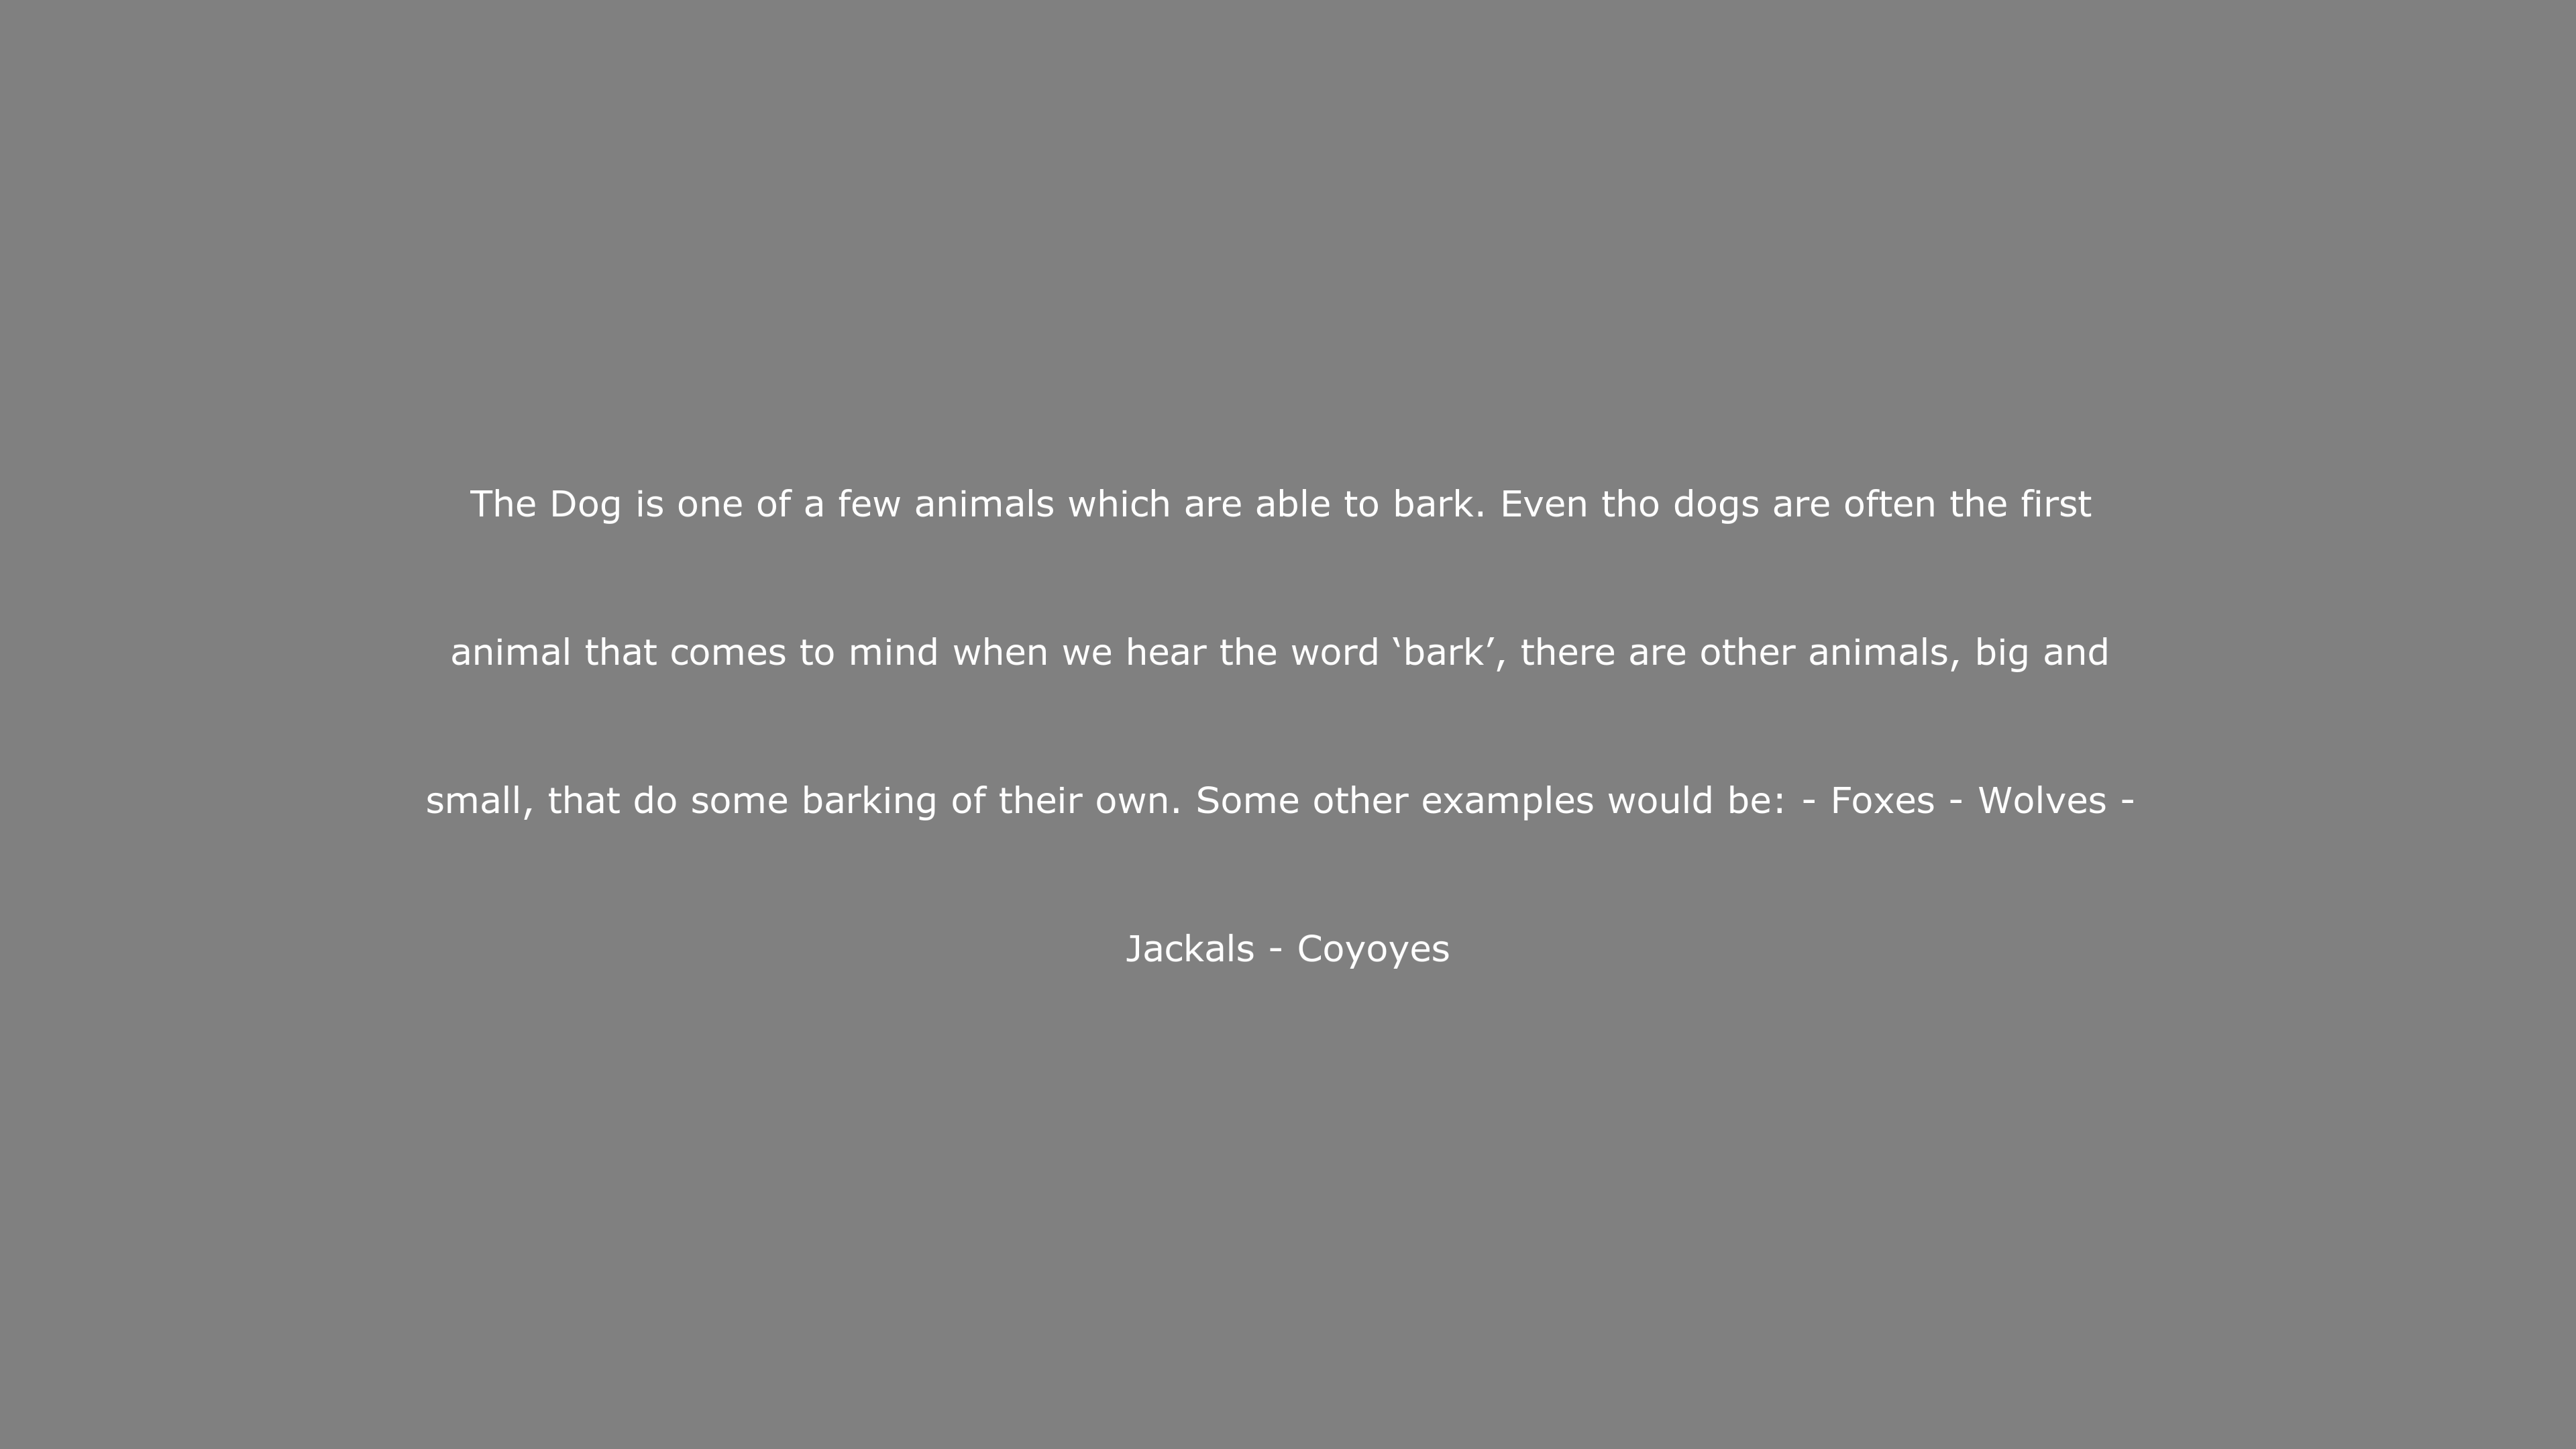 The Dog is one of a few animals which are able to bark. Even tho dogs are often the first
animal that comes to mind when we hear the word ‘bark’, there are other animals, big and
small, that do some barking of their own. Some other examples would be: - Foxes - Wolves -
Jackals - Coyoyes